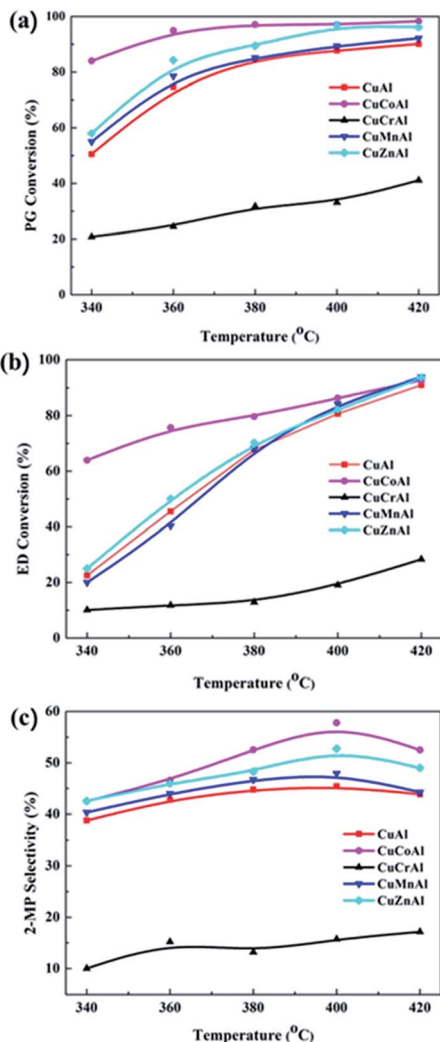 (a)
100
80
60
40
20
0
PG Conversion (%)
CuAl
CuCoAl
CuCrAl
CuMnAl
CuZnAl
340 360 380 400 420
Temperature (⁰C)
(b)
100
80
60
40
20
0
ED Conversion (%)
CuAl
CuCoAl
CuCrAl
CuMnAl
CuZnAl
340 360 380 400 420
Temperature (⁰C)
(c)
60
50
40
30
20
10
2-MP Selectivity (%)
CuAl
CuCoAl
CuCrAl
CuMnAl
CuZnAl
340 360 380 400 420
Temperature (⁰C)